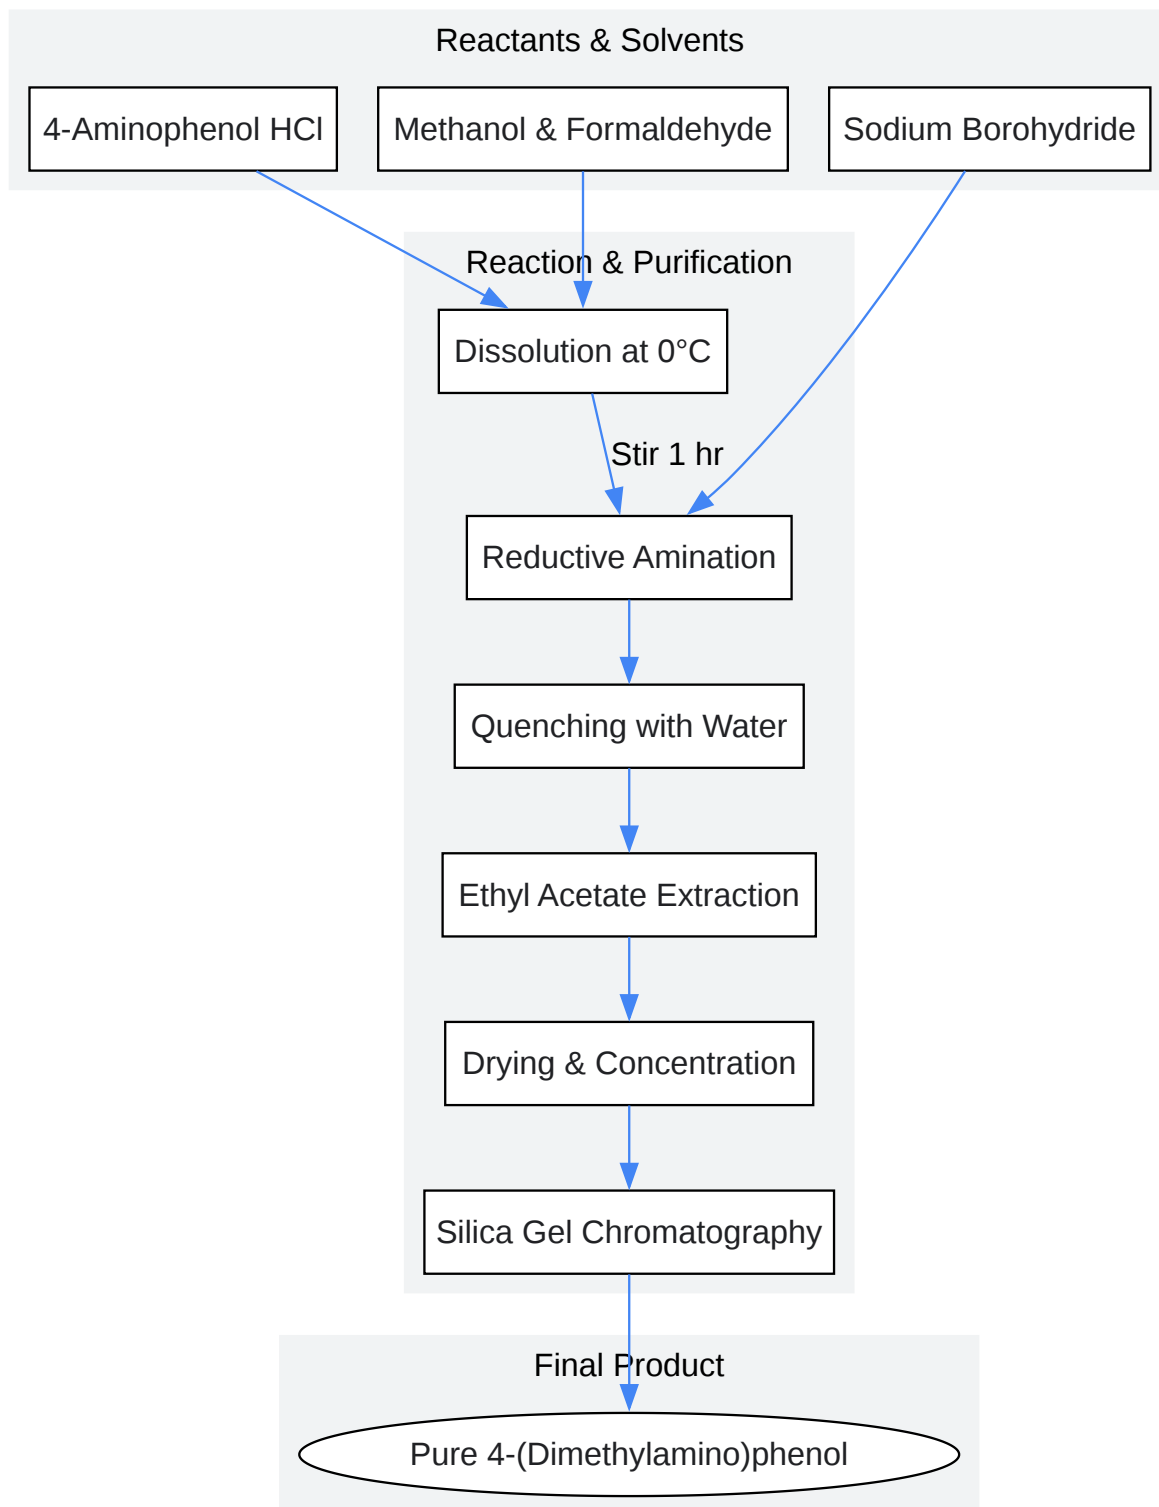 Reactants & Solvents
4-Aminophenol HCl
Methanol & Formaldehyde
Sodium Borohydride
Reaction & Purification
Dissolution at 0°C
Stir 1 hr
Reductive Amination
Quenching with Water
Ethyl Acetate Extraction
Drying & Concentration
Silica Gel Chromatography
Final Product
Pure 4-(Dimethylamino)phenol